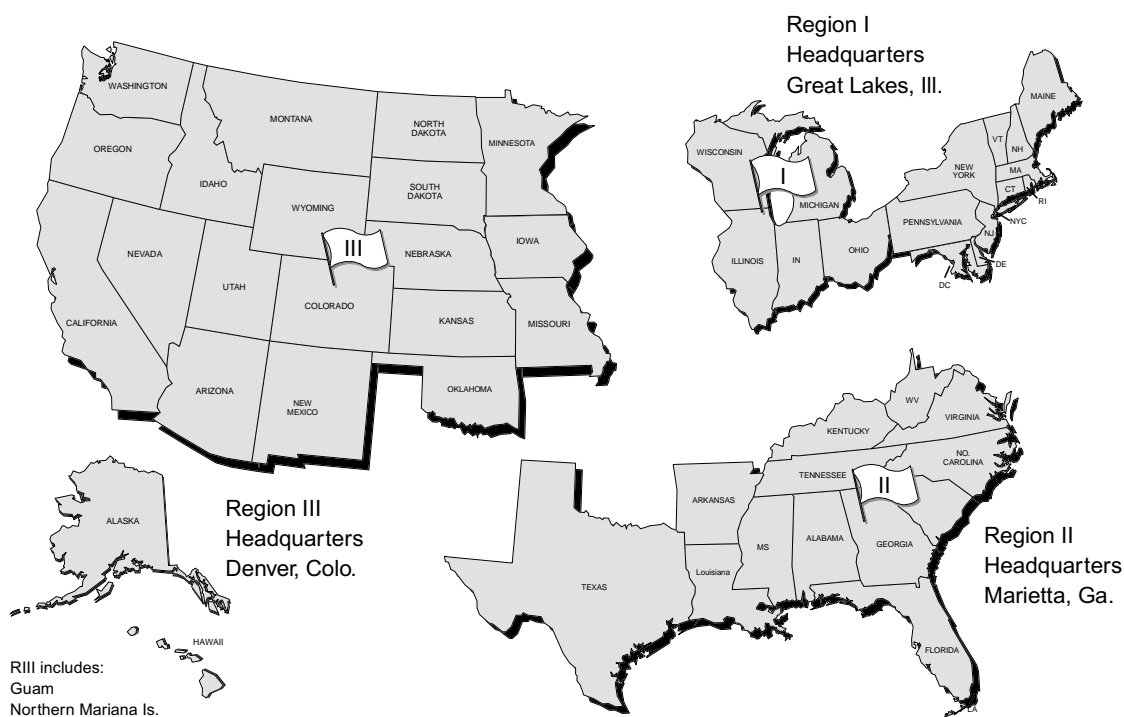 Region I
Headquarters
Great Lakes, Ill.
WASHINGTON
MONTANA
NORTH
DAKOTA
MINNESOTA
OREGON
IDAHO
SOUTH
DAKOTA
WYOMING
III
NEBRASKA
IOWA
NEVADA
UTAH
COLORADO
KANSAS
MISSOURI
CALIFORNIA
ARIZONA
NEW
MEXICO
OKLAHOMA
MAINE
WISCONSIN
VT
NH
I
NEW
YORK
MA
CT
RI
MICHIGAN
PENNSYLVANIA
NYC
NJ
ILLINOIS
IN
OHIO
DE
DC
WV
VIRGINIA
KENTUCKY
NO.
CAROLINA
TENNESSEE
II
ARKANSAS
MS
ALABAMA
GEORGIA
Louisiana
TEXAS
FLORIDA
LA
Region II
Headquarters
Marietta, Ga.
ALASKA
Region III
Headquarters
Denver, Colo.
HAWAII
RIII includes:
Guam
Northern Mariana Is.